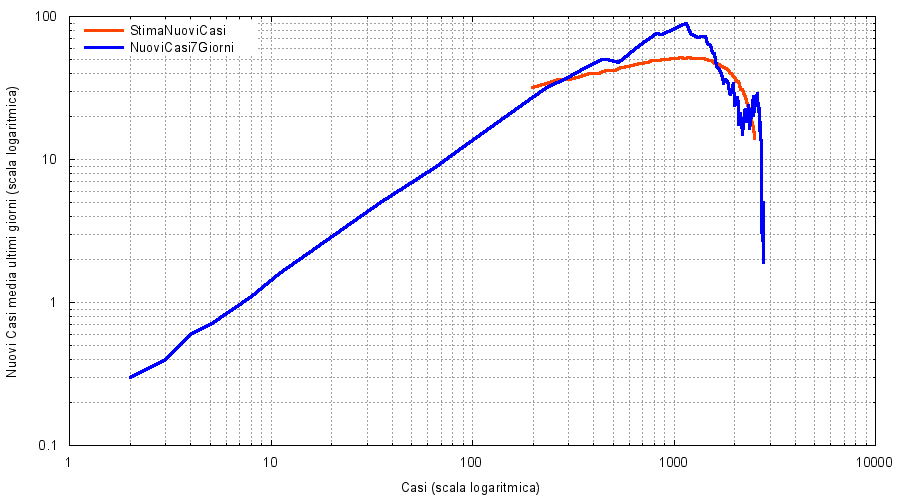 100
StimaNuoviCasi
NuoviCasi7Giorni
10
1
0.1
Nuovi Casi media ultimi giorni (scala logaritmica)
1 10 100 1000 10000
Casi (scala logaritmica)